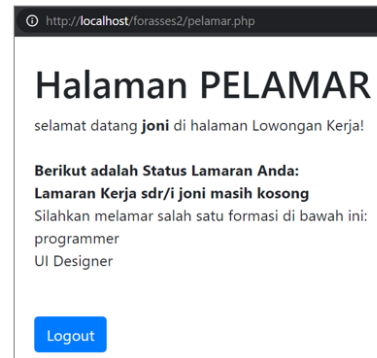 http://localhost/forasses2/pelamar.php
Halaman PELAMAR
selamat datang joni di halaman Lowongan Kerja!
Berikut adalah Status Lamaran Anda:
Lamaran Kerja sdr/i joni masih kosong
Silahkan melamar salah satu formasi di bawah ini:
programmer
UI Designer
Logout